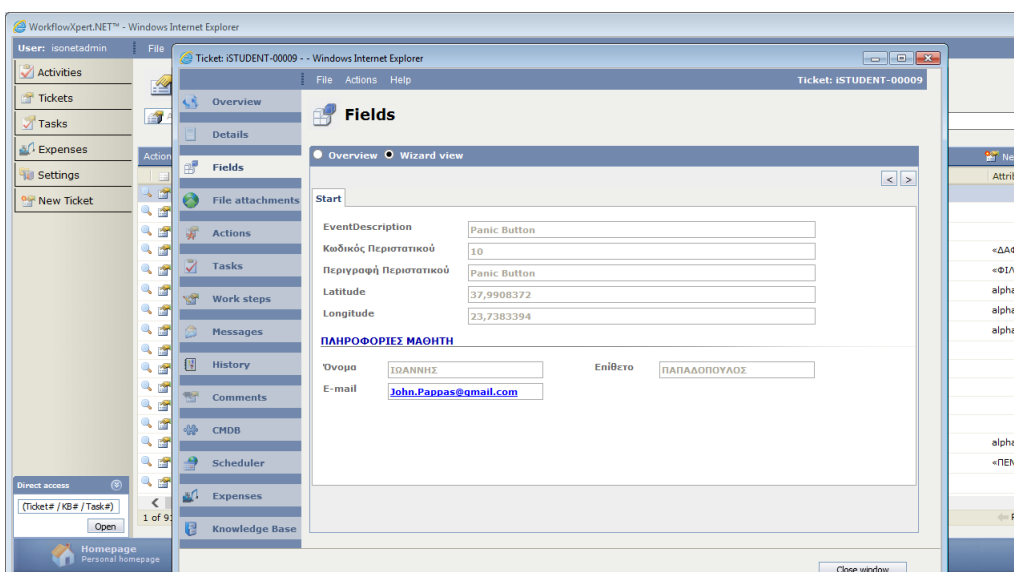 WorkflowXpert.NET™ - Windows Internet Explorer
User: isonetadmin
File
Activities
Tickets
Tasks
Expenses
Settings
New Ticket
Action
Ticket: iSTUDENT-00009 - - Windows Internet Explorer
File Actions Help
Ticket: iSTUDENT-00009
Overview
Details
Fields
File attachments
Actions
Tasks
Work steps
Messages
History
Comments
CMDB
Scheduler
Expenses
Knowledge Base
Fields
Overview Wizard view
< >
Start
EventDescription Panic Button
Κωδικός Περιστατικού 10
Περιγραφή Περιστατικού Panic Button
Latitude 37,9908372
Longitude 23,7383394
ΠΛΗΡΟΦΟΡΙΕΣ ΜΑΘΗΤΗ
Όνομα ΙΩΑΝΝΗΣ Επίθετο ΠΑΠΑΔΟΠΟΥΛΟΣ
E-mail John.Pappas@gmail.com
Close window
Ne
Attrib
«ΔΑΦ
«ΦΙΛ
alpha
alpha
alpha
alpha
«ΠΕΝ
Direct access
(Ticket# / KB# / Task#)
Open
1 of 91
Homepage
Personal homepage